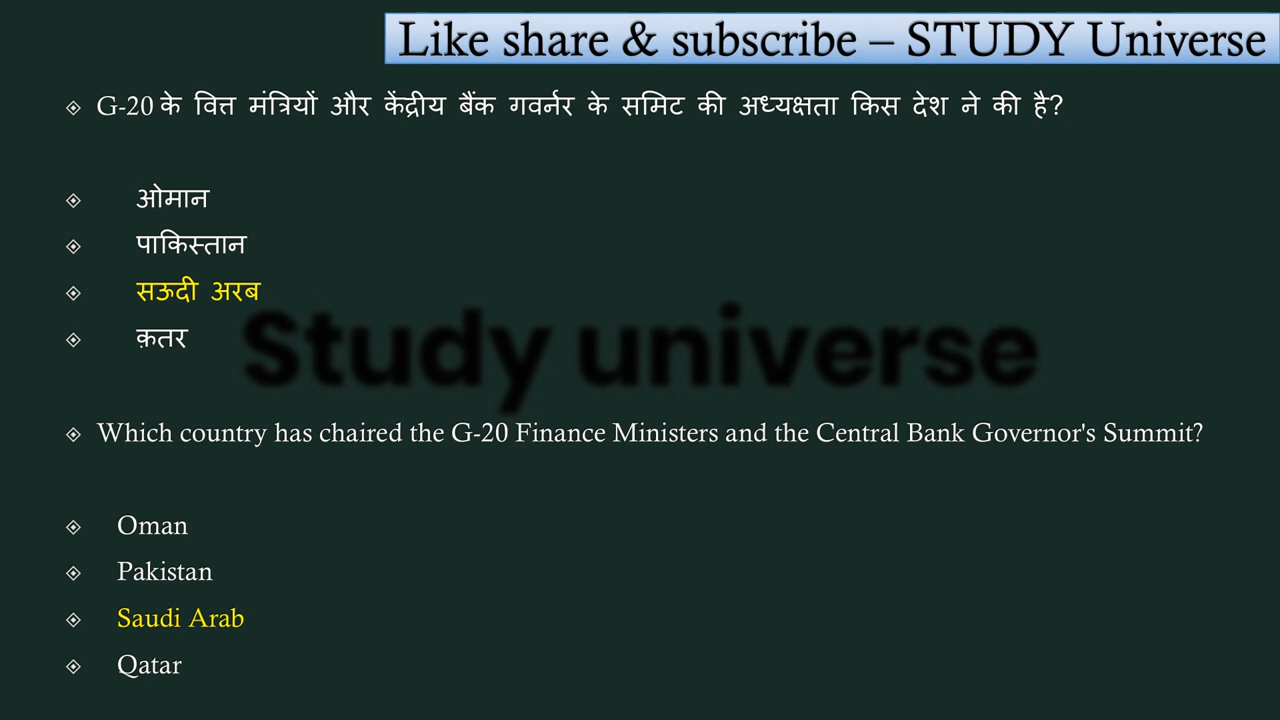 Like share & subscribe – STUDY Universe
G-20 के वित्त मंत्रियों और केंद्रीय बैंक गवर्नर के समिट की अध्यक्षता किस देश ने की है?
ओमान
पाकिस्तान
सऊदी अरब
क़तर
Study universe
Which country has chaired the G-20 Finance Ministers and the Central Bank Governor's Summit?
Oman
Pakistan
Saudi Arab
Qatar